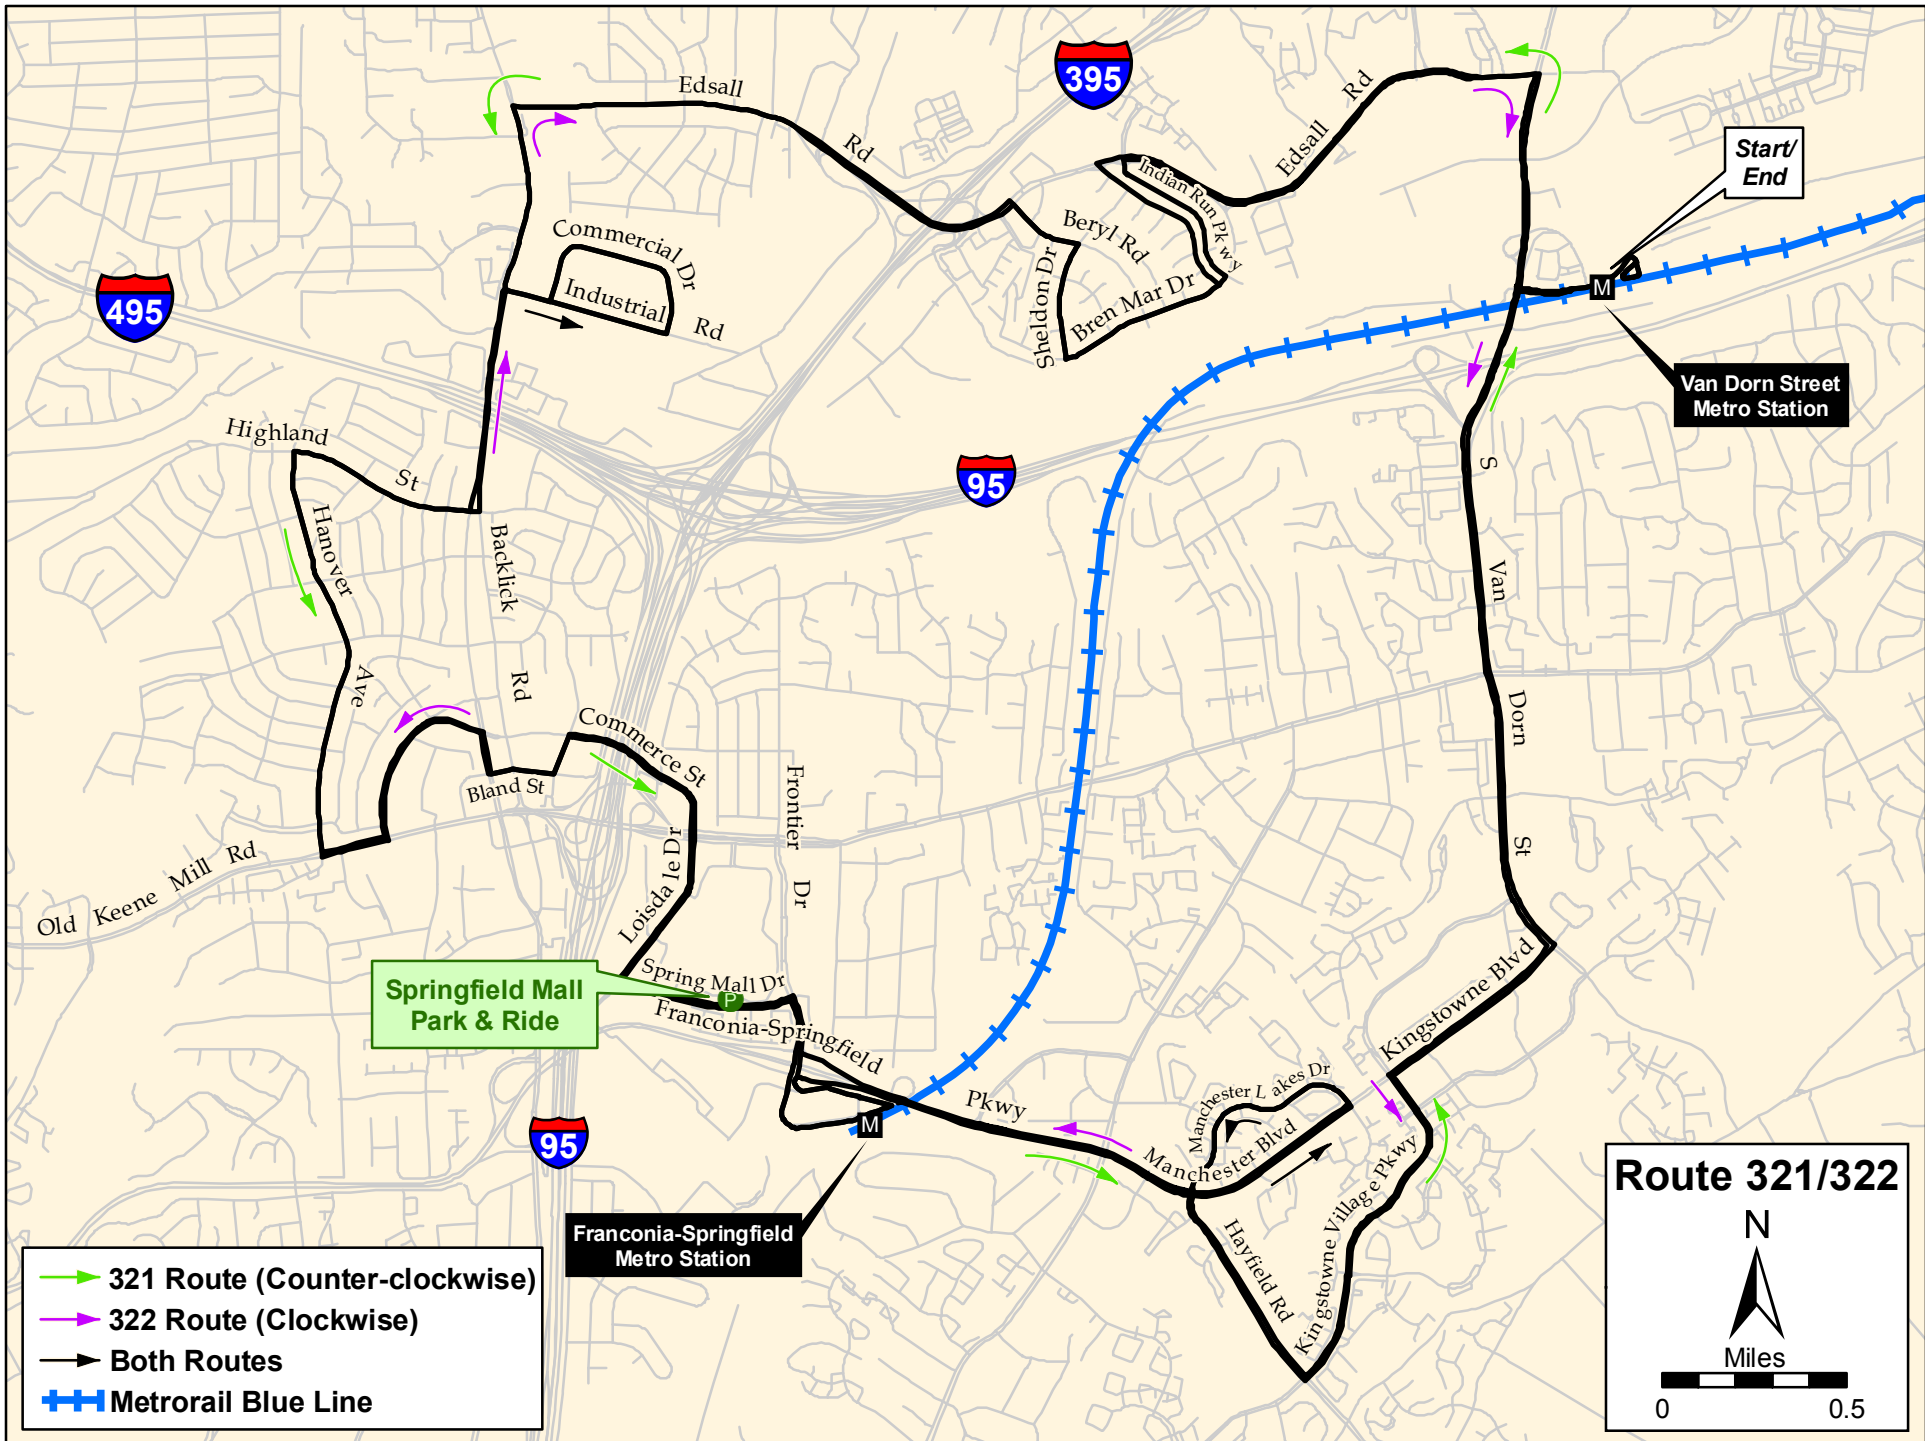 Edsall
Rd
395
Edsall
Rd
Start/
End
Commercial Dr
Industrial
Rd
Indian Run Pkwy
Beryl Rd
Sheldon Dr
Bren Mar Dr
495
M
Van Dorn Street
Metro Station
Highland
St
95
S
Van
Dorn
St
Hanover
Ave
Backlick
Rd
Commerce St
Bland St
Frontier
Dr
Loisdale Dr
Old Keene Mill Rd
Springfield Mall
Park & Ride
Spring Mall Dr
P
Franconia-Springfield
Pkwy
Kingstowne Blvd
Manchester Lakes Dr
Manchester Blvd
Kingstowne Village Pkwy
Hayfield Rd
M
95
Franconia-Springfield
Metro Station
321 Route (Counter-clockwise)
322 Route (Clockwise)
Both Routes
Metrorail Blue Line
Route 321/322
N
Miles
0 0.5